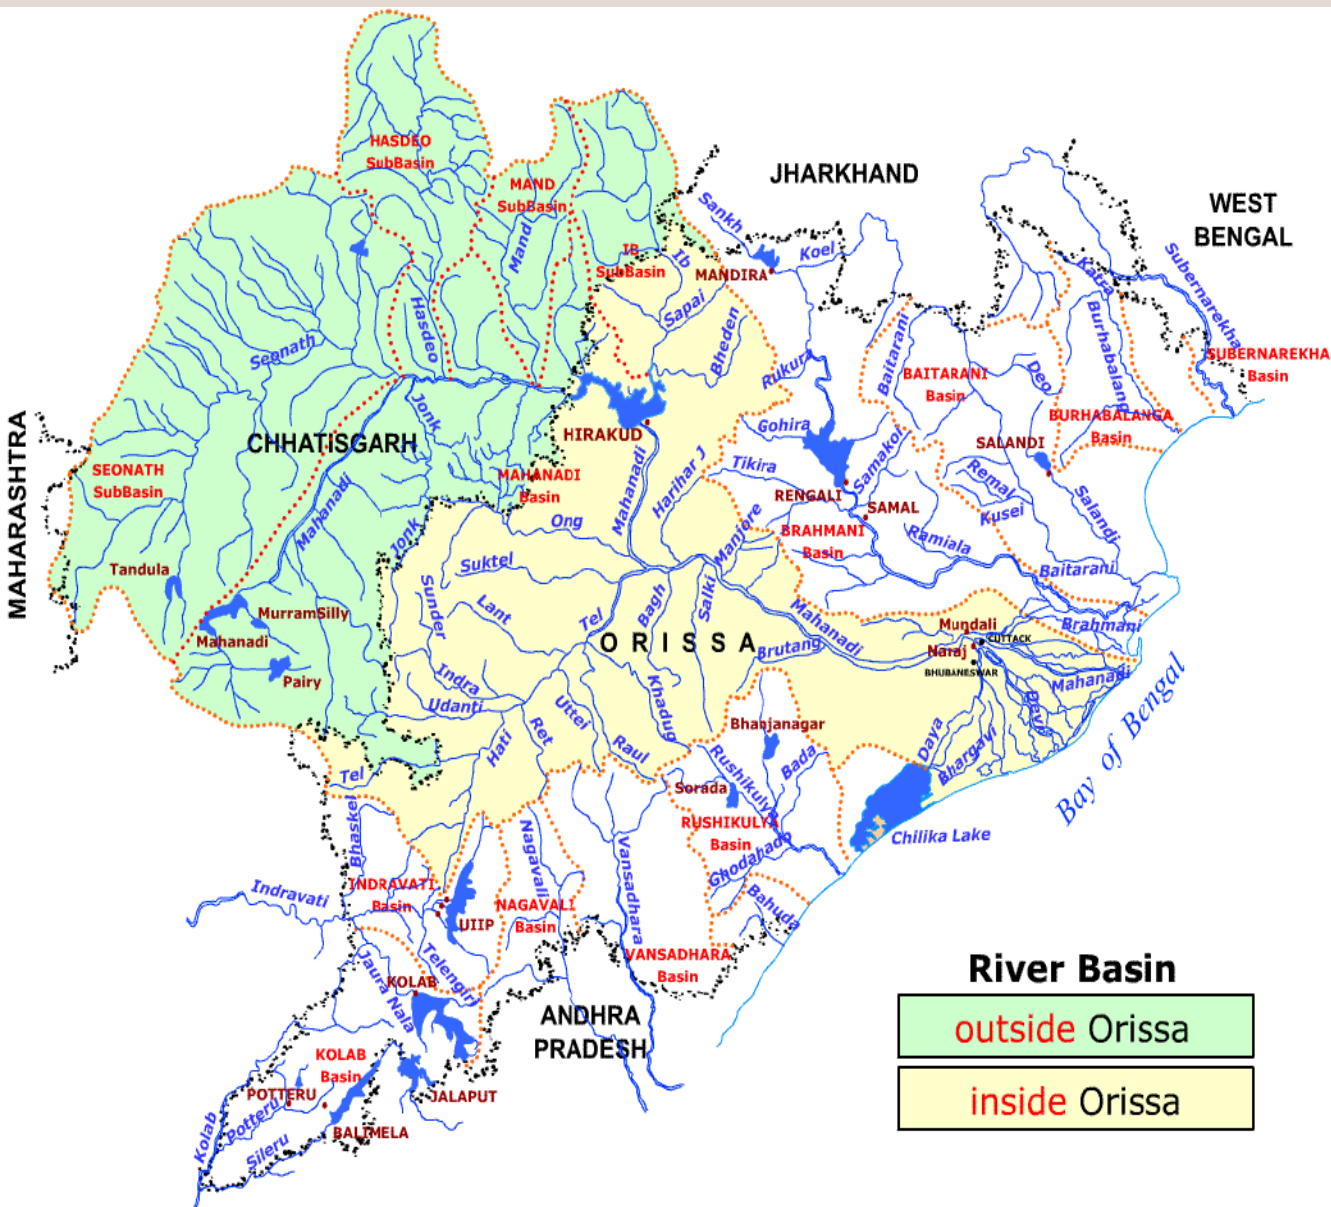 JHARKHAND
WEST
BENGAL
HASDEO
SubBasin
MAND
SubBasin
Mand
Sankh
Koel
IB
SubBasin
Ib
MANDIRA
Katra
Subernarekha
Sapai
Bheden
Hasdeo
Seonath
Rukura
Baitarani
BAITARANI
Basin
Deo
Burhabalang
SUBERNAREKHA
Basin
MAHARASHTRA
CHHATiSGARH
Jonk
HIRAKUD
Gohira
Samakoi
SALANDI
BURHABALANGA
Basin
SEONATH
SubBasin
MAHANADI
Basin
Mahanadi
Mahanadi
Harihar J
Tikira
RENGALI
SAMAL
Remal
Kusei
Salandi
Jonk
Ong
Manjore
BRAHMANI
Basin
Ramiala
Baitarani
Tandula
Suktel
Sunder
Lant
Tel
Bagh
Salki
Mahanadi
MurramSilly
Mahanadi
Pairy
ORISSA
Brutang
Mundali
CUTTACK
Naraj
BHUBANESWAR
Brahmani
Mahanadi
Devi
Indra
Udanti
Khadug
Uttei
Ret
Hati
Raul
Bhanjanagar
Daya
Bhargavi
Bay of Bengal
Tel
Bhaskel
Sorada
Rushikulya
Bada
RUSHIKULYA
Basin
Ghodahado
Chilika Lake
Nagavali
Vansadhara
Indravati
INDRAVATI
Basin
UIIP
NAGAVALI
Basin
Bahuda
VANSADHARA
Basin
Jaura Nala
Telengiri
KOLAB
ANDHRA
PRADESH
KOLAB
Basin
POTTERU
Potteru
JALAPUT
BALIMELA
Kolab
Sileru
River Basin
outside Orissa
inside Orissa